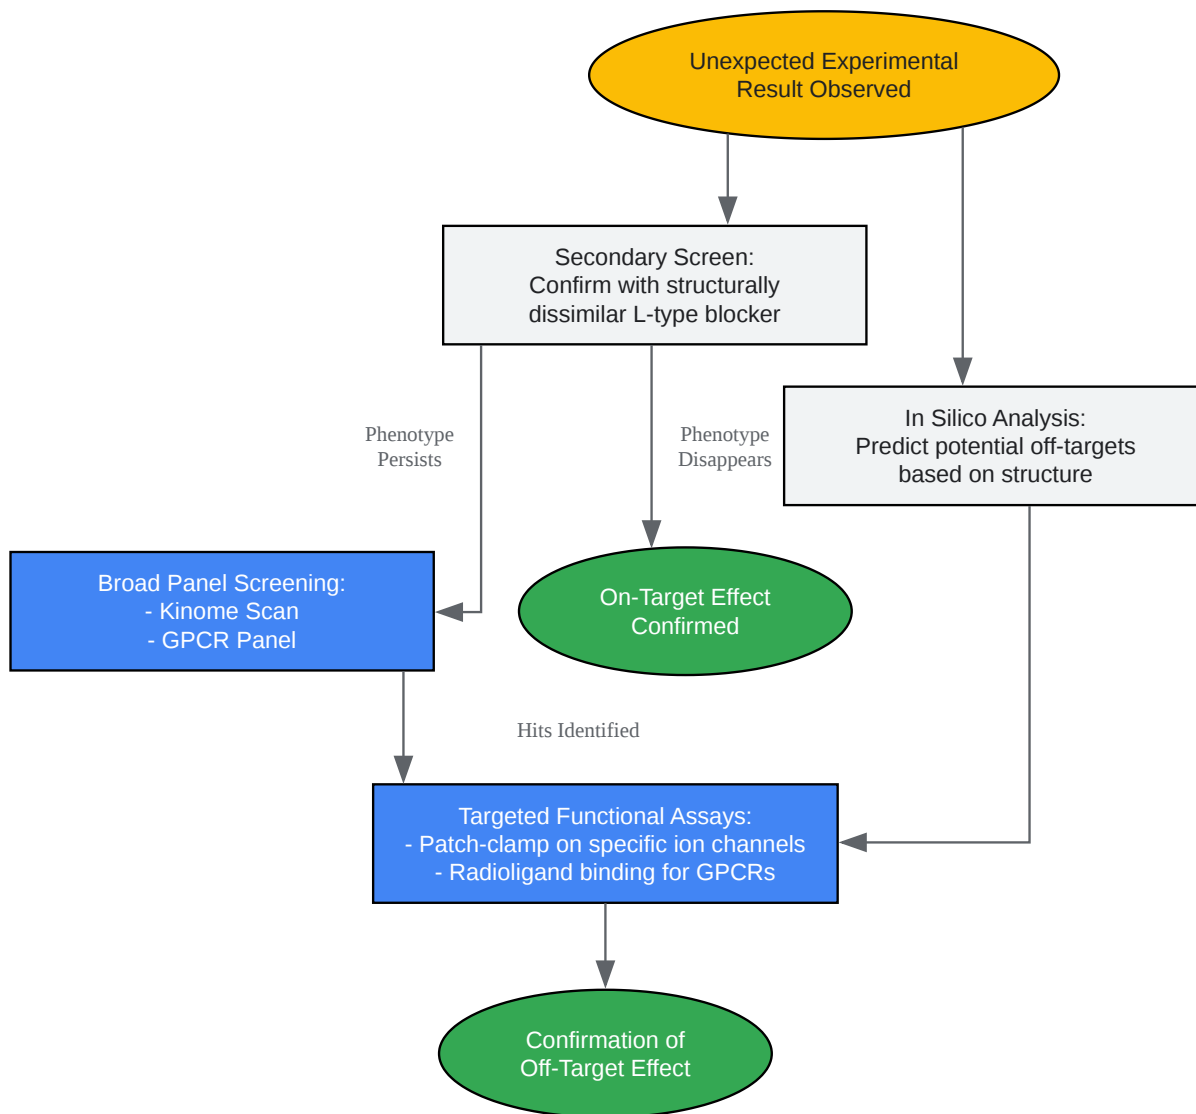 Unexpected Experimental
Result Observed
Secondary Screen:
Confirm with structurally
dissimilar L-type blocker
In Silico Analysis:
Predict potential off-targets
based on structure
Phenotype
Persists
Phenotype
Disappears
Broad Panel Screening:
- Kinome Scan
- GPCR Panel
On-Target Effect
Confirmed
Hits Identified
Targeted Functional Assays:
- Patch-clamp on specific ion channels
- Radioligand binding for GPCRs
Confirmation of
Off-Target Effect